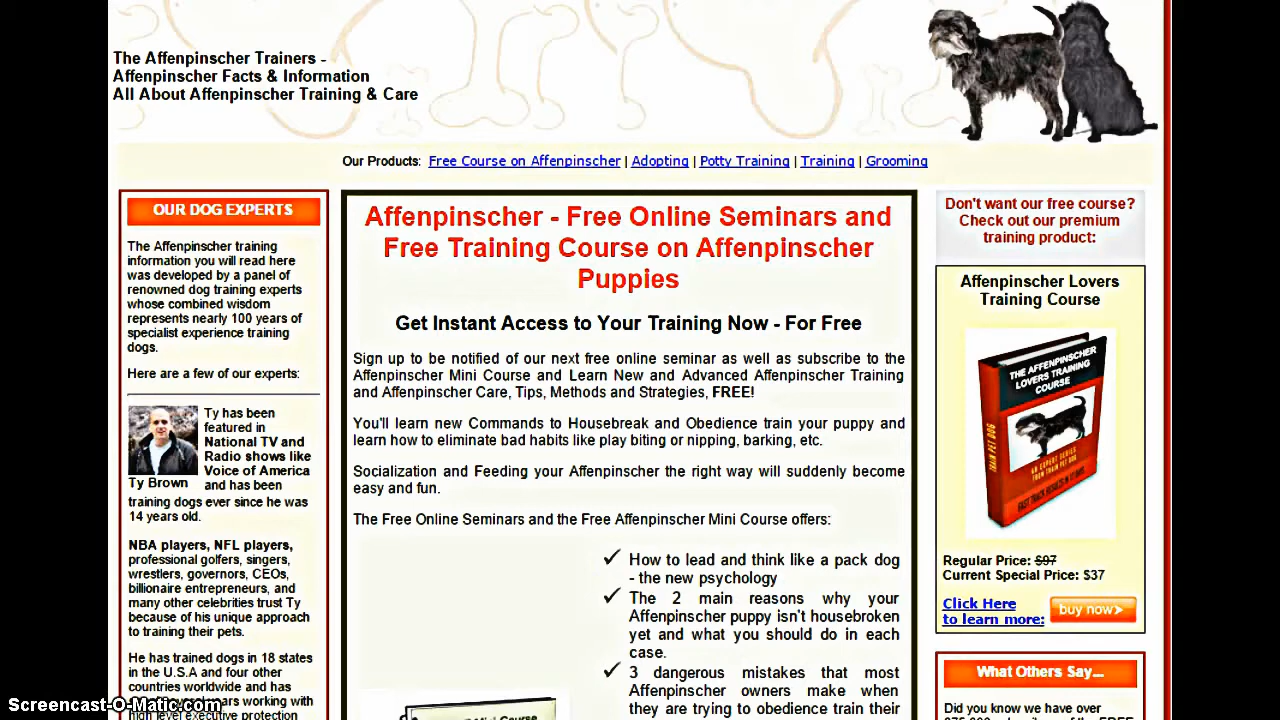 The Affenpinscher Trainers -
Affenpinscher Facts & Information
All About Affenpinscher Training & Care
Our Products: Free Course on Affenpinscher | Adopting | Potty Training | Training | Grooming
OUR DOG EXPERTS
The Affenpinscher training
information you will read here
was developed by a panel of
renowned dog training experts
whose combined wisdom
represents nearly 100 years of
specialist experience training
dogs.
Here are a few of our experts:
Ty has been
featured in
National TV and
Radio shows like
Voice of America
and has been
Ty Brown
training dogs ever since he was
14 years old.
NBA players, NFL players,
professional golfers, singers,
wrestlers, governors, CEOs,
billionaire entrepreneurs, and
many other celebrities trust Ty
because of his unique approach
to training their pets.
He has trained dogs in 18 states
in the U.S.A and four other
countries worldwide and has
years working with
high level executive protection
Affenpinscher - Free Online Seminars and
Free Training Course on Affenpinscher
Puppies
Get Instant Access to Your Training Now - For Free
Sign up to be notified of our next free online seminar as well as subscribe to the
Affenpinscher Mini Course and Learn New and Advanced Affenpinscher Training
and Affenpinscher Care, Tips, Methods and Strategies, FREE!
You'll learn new Commands to Housebreak and Obedience train your puppy and
learn how to eliminate bad habits like play biting or nipping, barking, etc.
Socialization and Feeding your Affenpinscher the right way will suddenly become
easy and fun.
The Free Online Seminars and the Free Affenpinscher Mini Course offers:
✓ How to lead and think like a pack dog
- the new psychology
✓ The 2 main reasons why your
Affenpinscher puppy isn't housebroken
yet and what you should do in each
case.
✓ 3 dangerous mistakes that most
Affenpinscher owners make when
they are trying to obedience train their
Mini Course
Don't want our free course?
Check out our premium
training product:
Affenpinscher Lovers
Training Course
THE AFFENPINSCHER
LOVERS TRAINING
COURSE
TRAIN PET DOG
FROM TRAIN PET DOG
Regular Price: $97
Current Special Price: $37
Click Here
to learn more:
buy now>
What Others Say...
Did you know we have over
Screencast-O-Matic.com